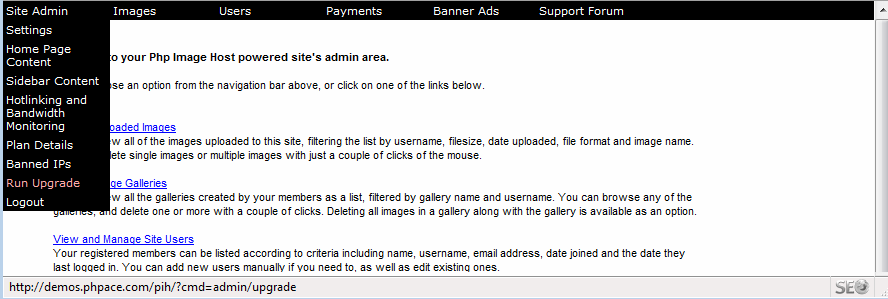 Site Admin Images Users Payments Banner Ads Support Forum
Settings
Home Page
Content
Sidebar Content
Hotlinking and
Bandwidth
Monitoring
Plan Details
Banned IPs
Run Upgrade
Logout
to your Php Image Host powered site's admin area.
an option from the navigation bar above, or click on one of the links below.
Images
all of the images uploaded to this site, filtering the list by username, filesize, date uploaded, file format and image name.
single images or multiple images with just a couple of clicks of the mouse.
Galleries
all the galleries created by your members as a list, filtered by gallery name and username. You can browse any of the
galleries, and delete one or more with a couple of clicks. Deleting all images in a gallery along with the gallery is available as an option.
View and Manage Site Users
Your registered members can be listed according to criteria including name, username, email address, date joined and the date they
last logged in. You can add new users manually if you need to, as well as edit existing ones.
http://demos.phpace.com/pih/?cmd=admin/upgrade SEO